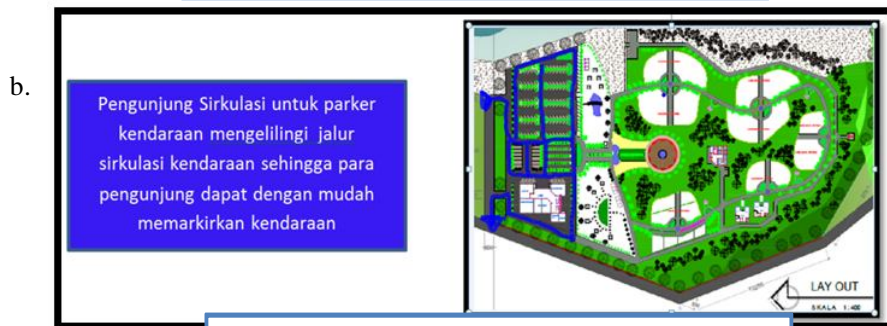 b.
Pengunjung Sirkulasi untuk parker
kendaraan mengelilingi jalur
sirkulasi kendaraan sehingga para
pengunjung dapat dengan mudah
memarkirkan kendaraan
LAY OUT
SKALA 1:400